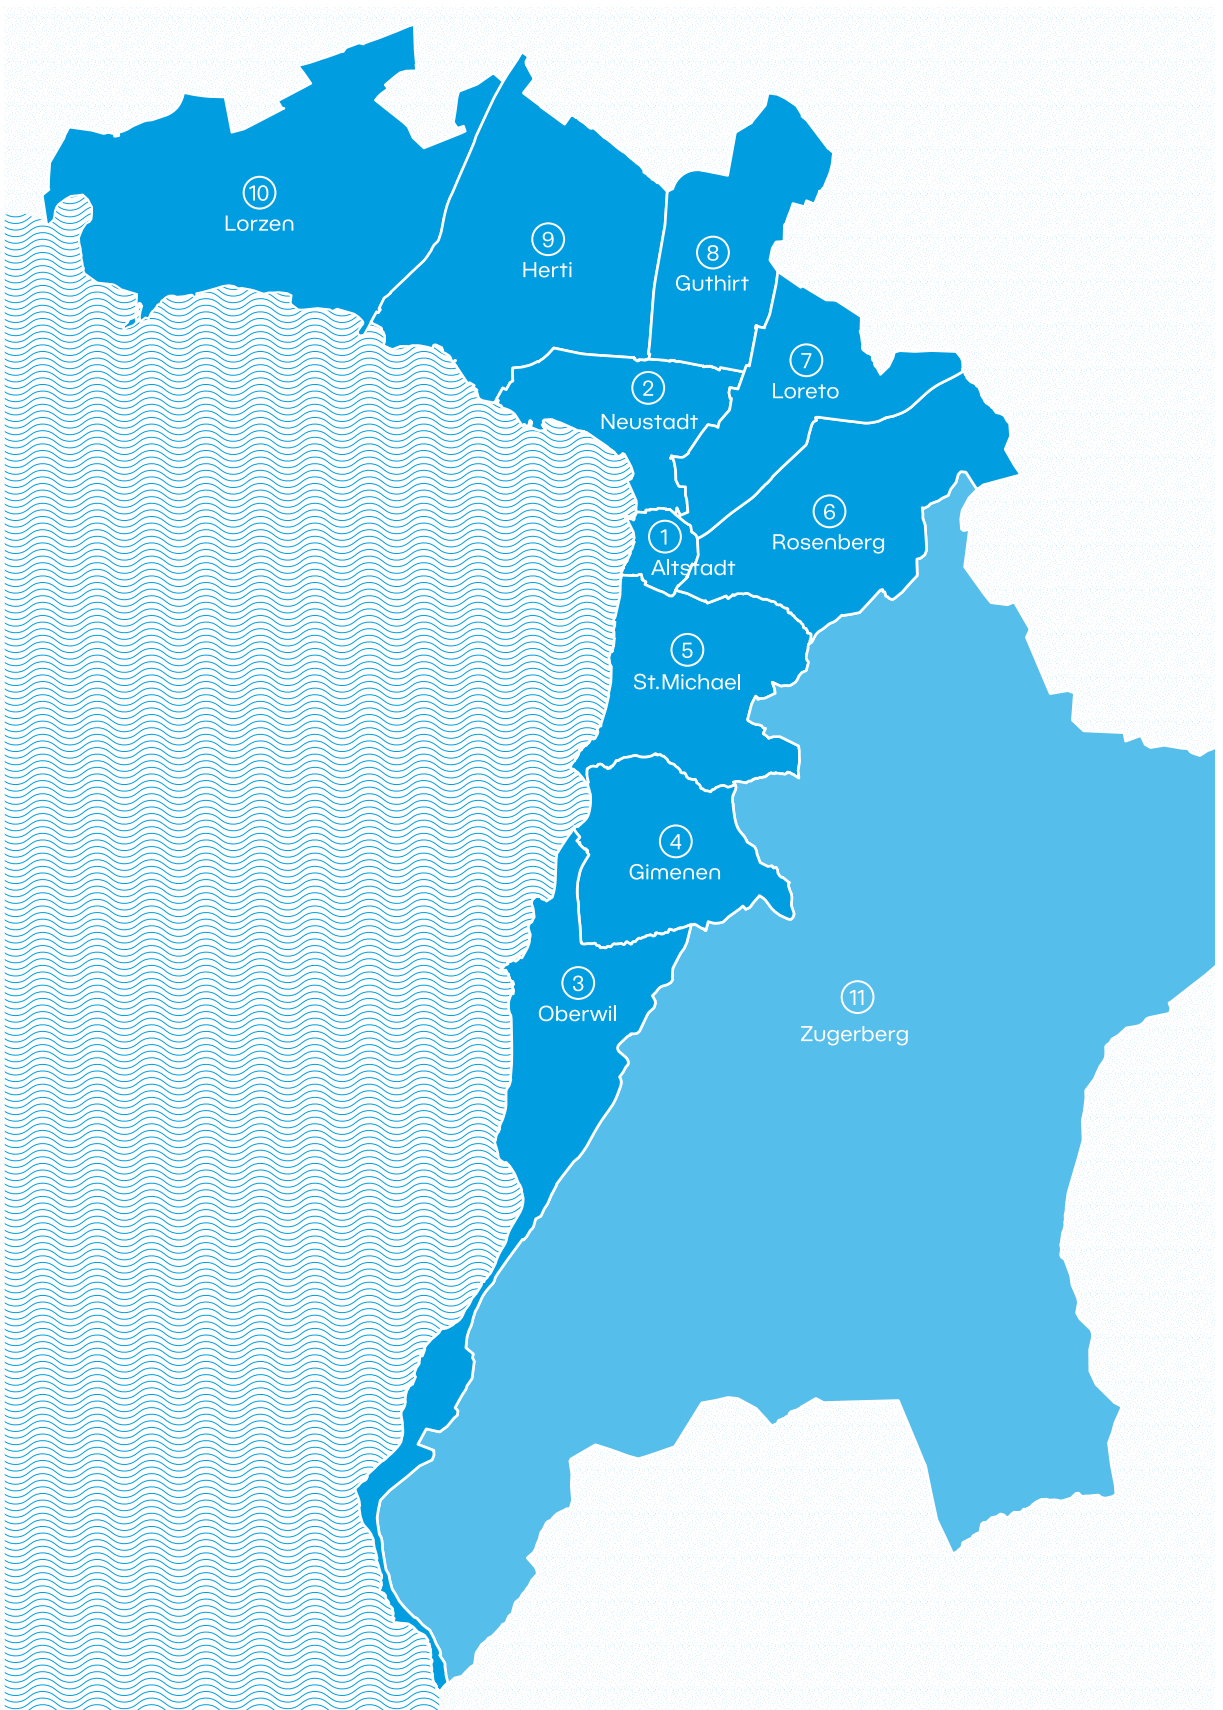 10
Lorzen
9
Herti
8
Guthirt
7
Loreto
2
Neustadt
6
Rosenberg
1
Altstadt
5
St.Michael
4
Gimenen
3
Oberwil
11
Zugerberg